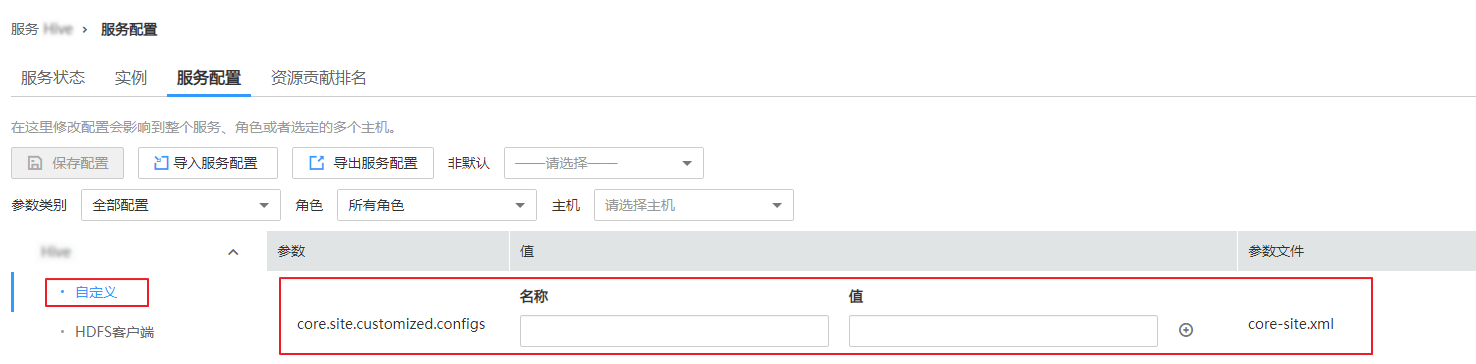 服务 Hive > 服务配置
服务状态 实例 服务配置 资源贡献排名
在这里修改配置会影响到整个服务、角色或者选定的多个主机。
保存配置 导入服务配置 导出服务配置 非默认 ——请选择——
参数类别 全部配置 角色 所有角色 主机 请选择主机
Hive 参数 值 参数文件
自定义
名称 值
core.site.customized.configs core-site.xml
HDFS客户端